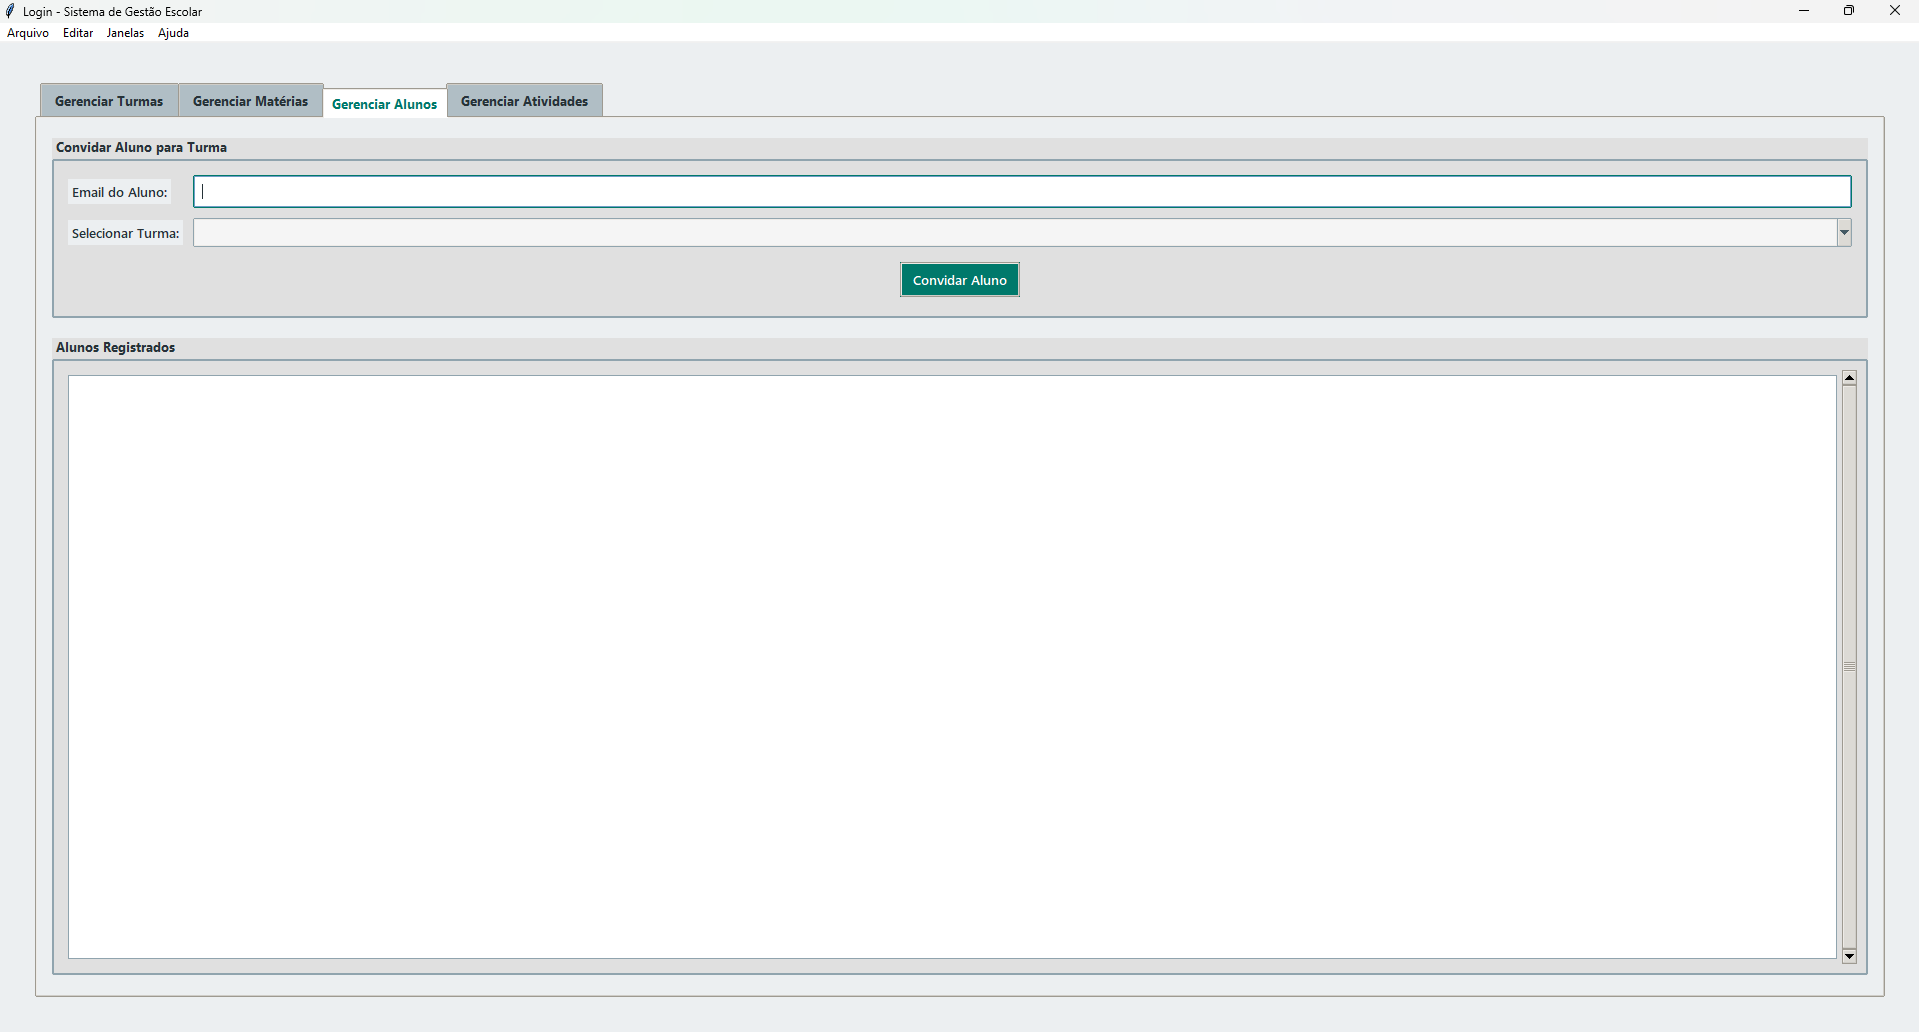 Login - Sistema de Gestão Escolar
Arquivo Editar Janelas Ajuda
Gerenciar Turmas Gerenciar Matérias Gerenciar Alunos Gerenciar Atividades
Convidar Aluno para Turma
Email do Aluno:
Selecionar Turma:
Convidar Aluno
Alunos Registrados